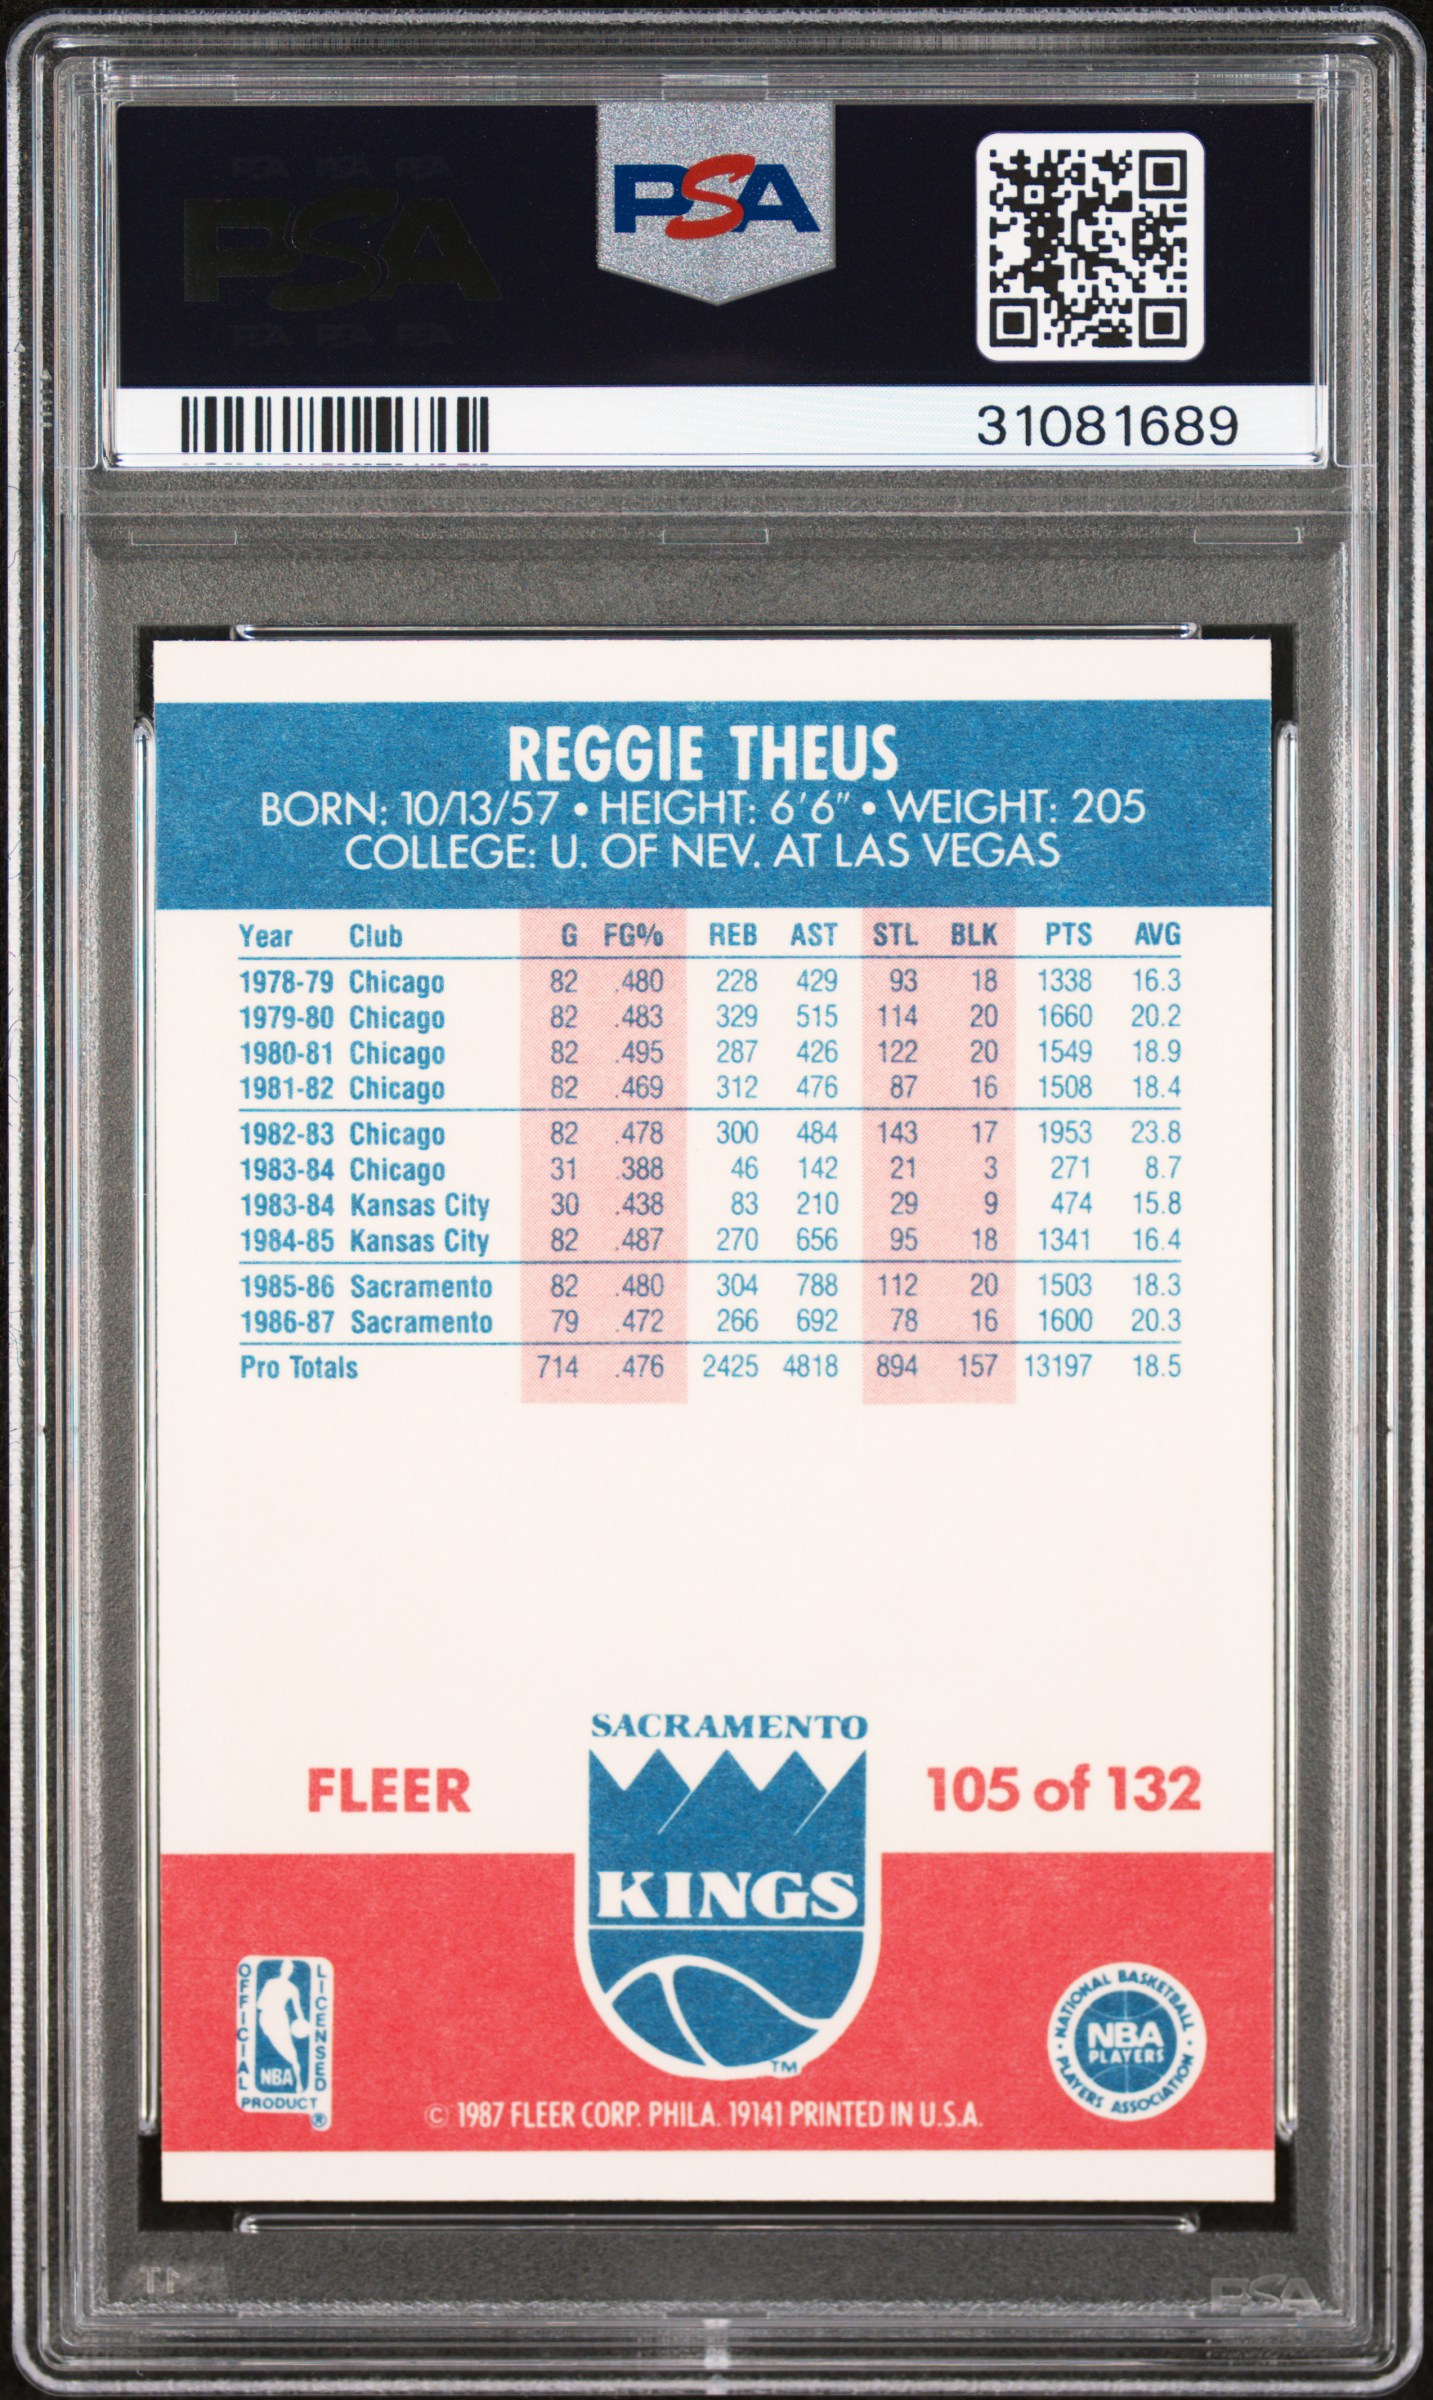 PSA PSA PSA
PSA
PSA
PSA PSA PSA
31081689
REGGIE THEUS
BORN: 10/13/57 • HEIGHT: 6'6" • WEIGHT: 205
COLLEGE: U. OF NEV. AT LAS VEGAS
Year Club G FG% REB AST STL BLK PTS AVG
1978-79 Chicago 82 .480 228 429 93 18 1338 16.3
1979-80 Chicago 82 .483 329 515 114 20 1660 20.2
1980-81 Chicago 82 .495 287 426 122 20 1549 18.9
1981-82 Chicago 82 .469 312 476 87 16 1508 18.4
1982-83 Chicago 82 .478 300 484 143 17 1953 23.8
1983-84 Chicago 31 .388 46 142 21 3 271 8.7
1983-84 Kansas City 30 .438 83 210 29 9 474 15.8
1984-85 Kansas City 82 .487 270 656 95 18 1341 16.4
1985-86 Sacramento 82 .480 304 788 112 20 1503 18.3
1986-87 Sacramento 79 .472 266 692 78 16 1600 20.3
Pro Totals 714 .476 2425 4818 894 157 13197 18.5
SACRAMENTO
FLEER
105 of 132
KINGS
TM
OFFICIAL LICENSED
NBA
PRODUCT
®
NATIONAL BASKETBALL
NBA
PLAYERS
PLAYERS ASSOCIATION
© 1987 FLEER CORP. PHILA. 19141 PRINTED IN U.S.A.
PSA